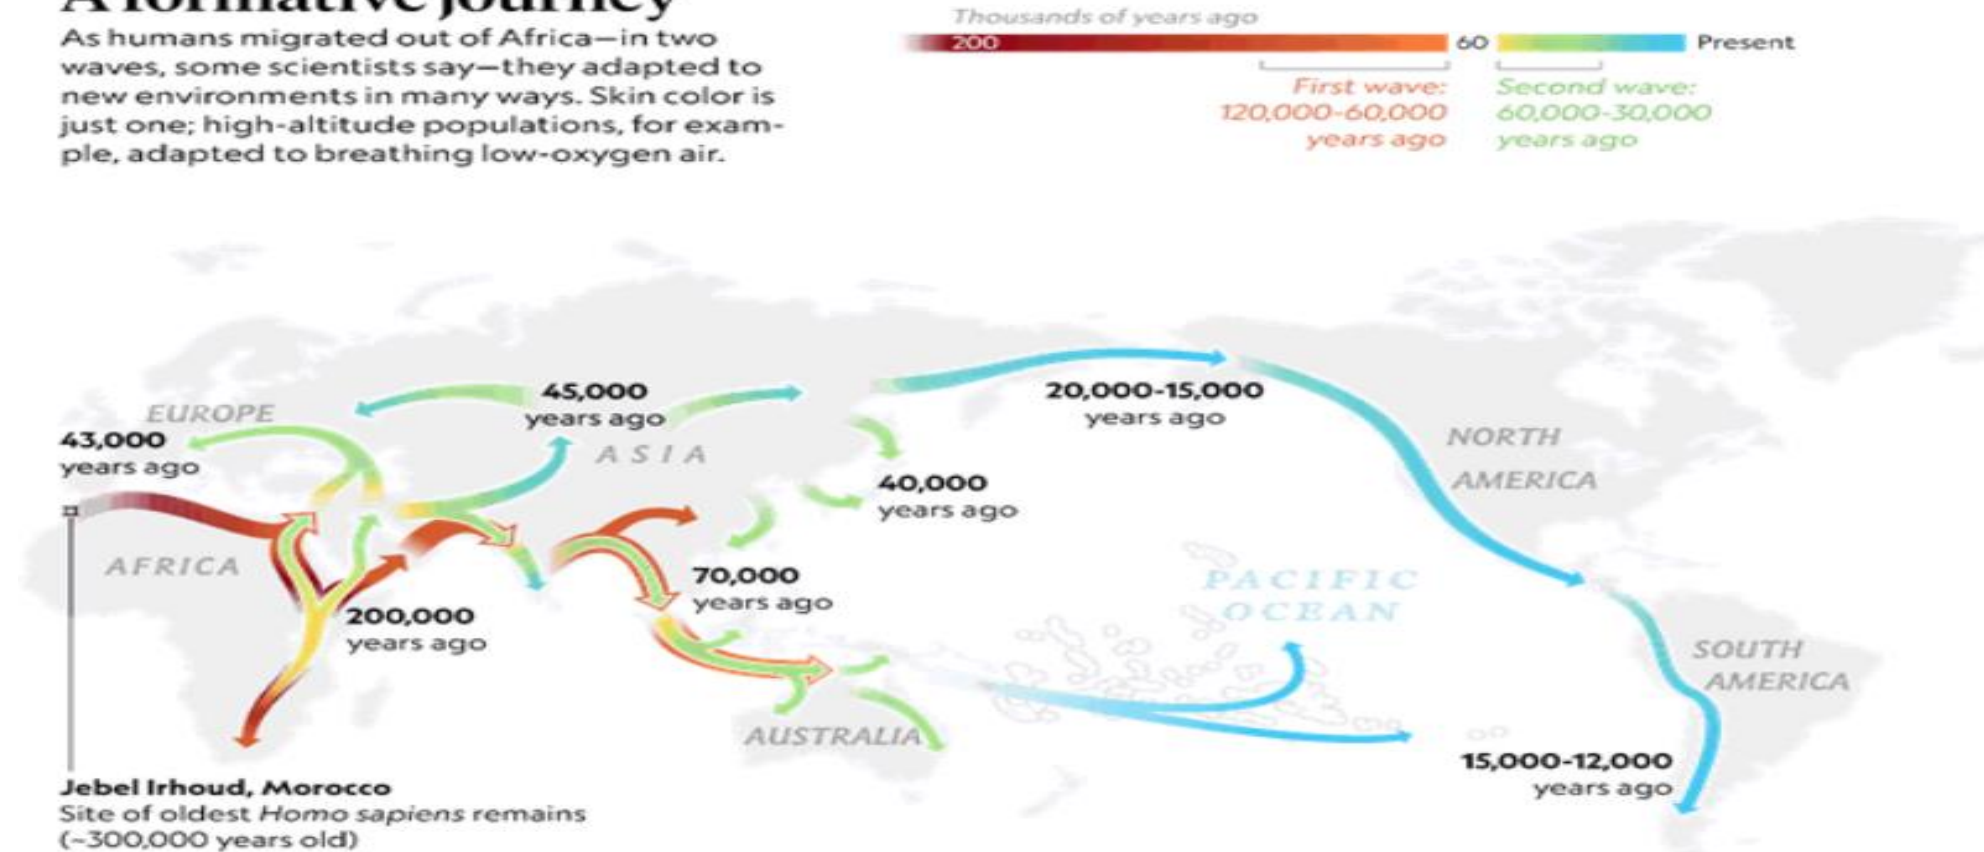 A formative journey
As humans migrated out of Africa—in two
waves, some scientists say—they adapted to
new environments in many ways. Skin color is
just one; high-altitude populations, for exam-
ple, adapted to breathing low-oxygen air.
Thousands of years ago
200
60
Present
First wave:
120,000-60,000
years ago
Second wave:
60,000-30,000
years ago
EUROPE
43,000
years ago
45,000
years ago
ASIA
20,000-15,000
years ago
NORTH
AMERICA
40,000
years ago
AFRICA
70,000
years ago
PACIFIC
OCEAN
200,000
years ago
SOUTH
AMERICA
AUSTRALIA
15,000-12,000
years ago
Jebel Irhoud, Morocco
Site of oldest Homo sapiens remains
(~300,000 years old)